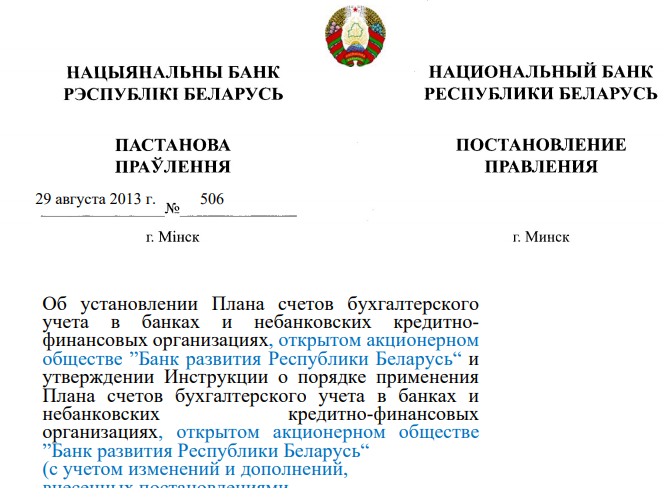 НАЦЫЯНАЛЬНЫ БАНК
РЭСПУБЛІКІ БЕЛАРУСЬ
НАЦИОНАЛЬНЫЙ БАНК
РЕСПУБЛИКИ БЕЛАРУСЬ
ПАСТАНОВА
ПРАЎЛЕННЯ
ПОСТАНОВЛЕНИЕ
ПРАВЛЕНИЯ
29 августа 2013 г. № 506
г. Мінск
г. Минск
Об установлении Плана счетов бухгалтерского
учета в банках и небанковских кредитно-
финансовых организациях, открытом акционерном
обществе ”Банк развития Республики Беларусь“ и
утверждении Инструкции о порядке применения
Плана счетов бухгалтерского учета в банках и
небанковских кредитно-финансовых
организациях, открытом акционерном обществе
”Банк развития Республики Беларусь“
(с учетом изменений и дополнений,
внесенных постановлениями